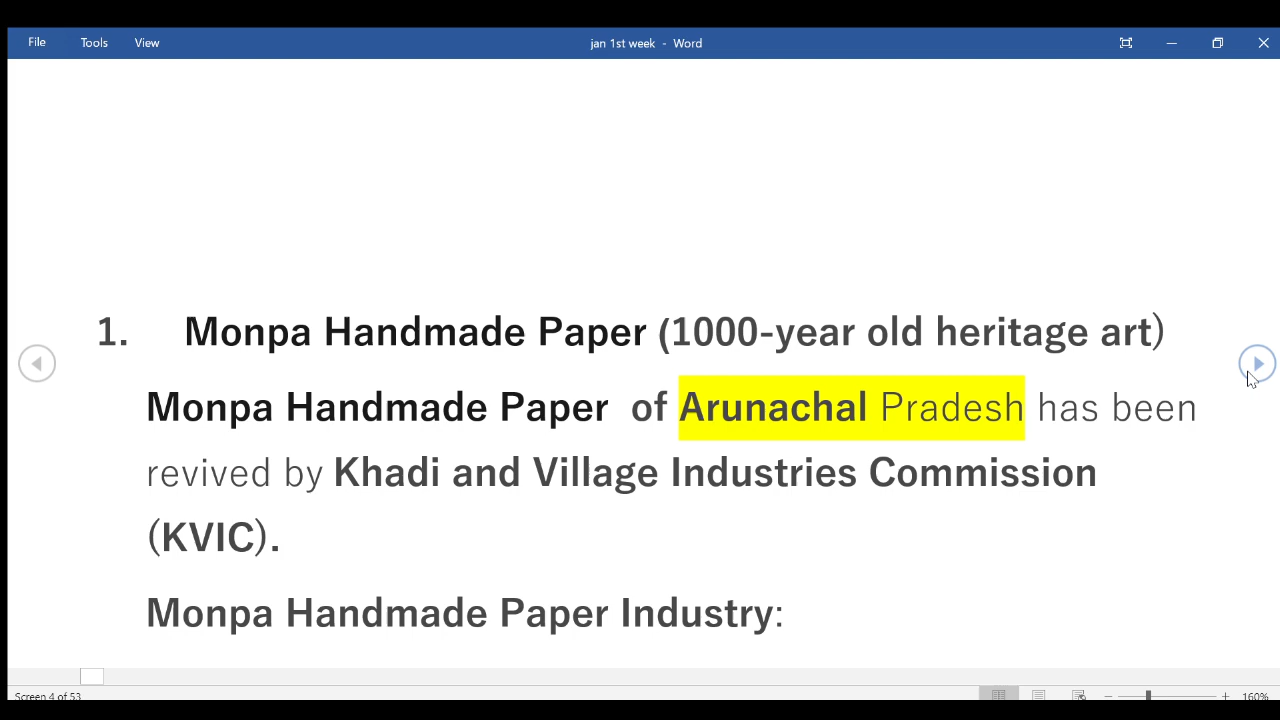 File Tools View jan 1st week - Word
1. Monpa Handmade Paper (1000-year old heritage art)
Monpa Handmade Paper of Arunachal Pradesh has been
revived by Khadi and Village Industries Commission
(KVIC).
Monpa Handmade Paper Industry:
Screen 4 of 53 160%